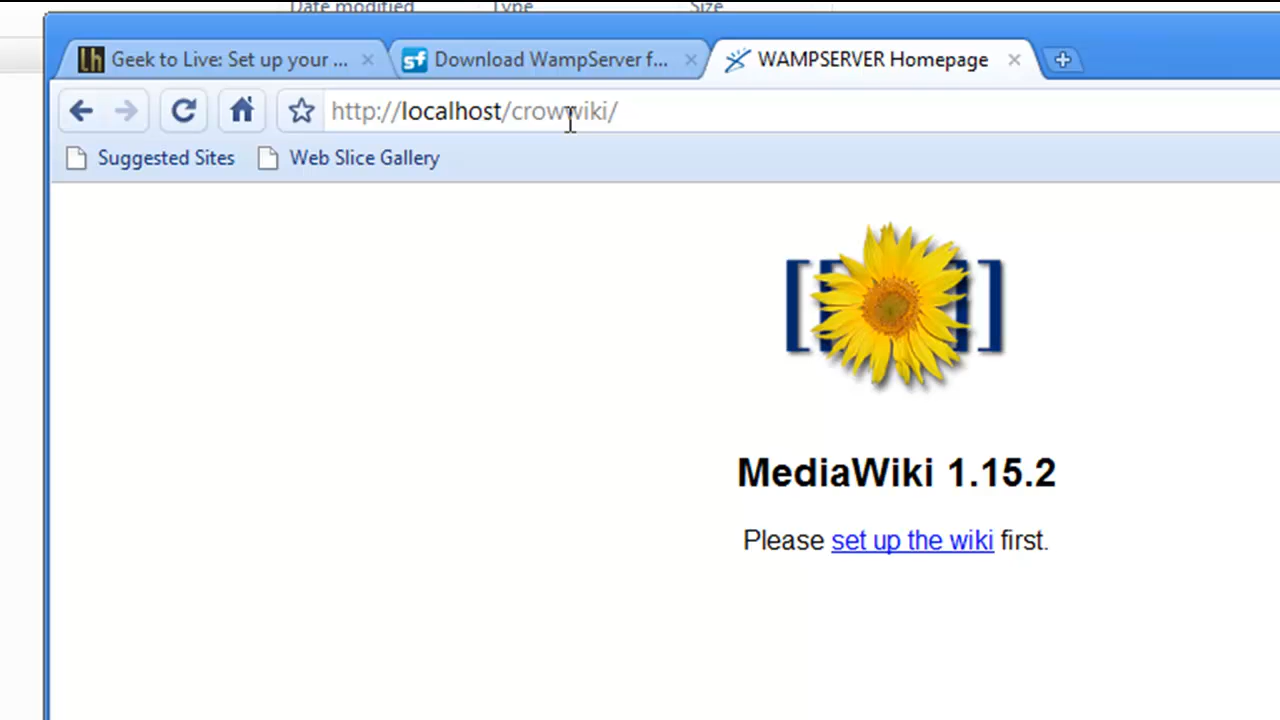 Date modified Type Size
Geek to Live: Set up your ... Download WampServer f... WAMPSERVER Homepage
http://localhost/crowwiki/
Suggested Sites Web Slice Gallery
MediaWiki 1.15.2
Please set up the wiki first.